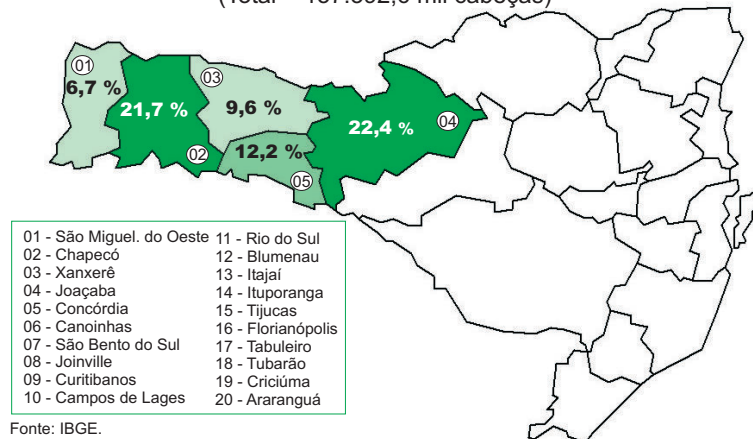 (Total mil cabeças)
01
6,7 %
21,7 %
02
03
9,6 %
12,2 %
05
22,4 %
04
01 - São Miguel. do Oeste
02 - Chapecó
03 - Xanxerê
04 - Joaçaba
05 - Concórdia
06 - Canoinhas
07 - São Bento do Sul
08 - Joinville
09 - Curitibanos
10 - Campos de Lages
11 - Rio do Sul
12 - Blumenau
13 - Itajaí
14 - Ituporanga
15 - Tijucas
16 - Florianópolis
17 - Tabuleiro
18 - Tubarão
19 - Criciúma
20 - Araranguá
Fonte: IBGE.